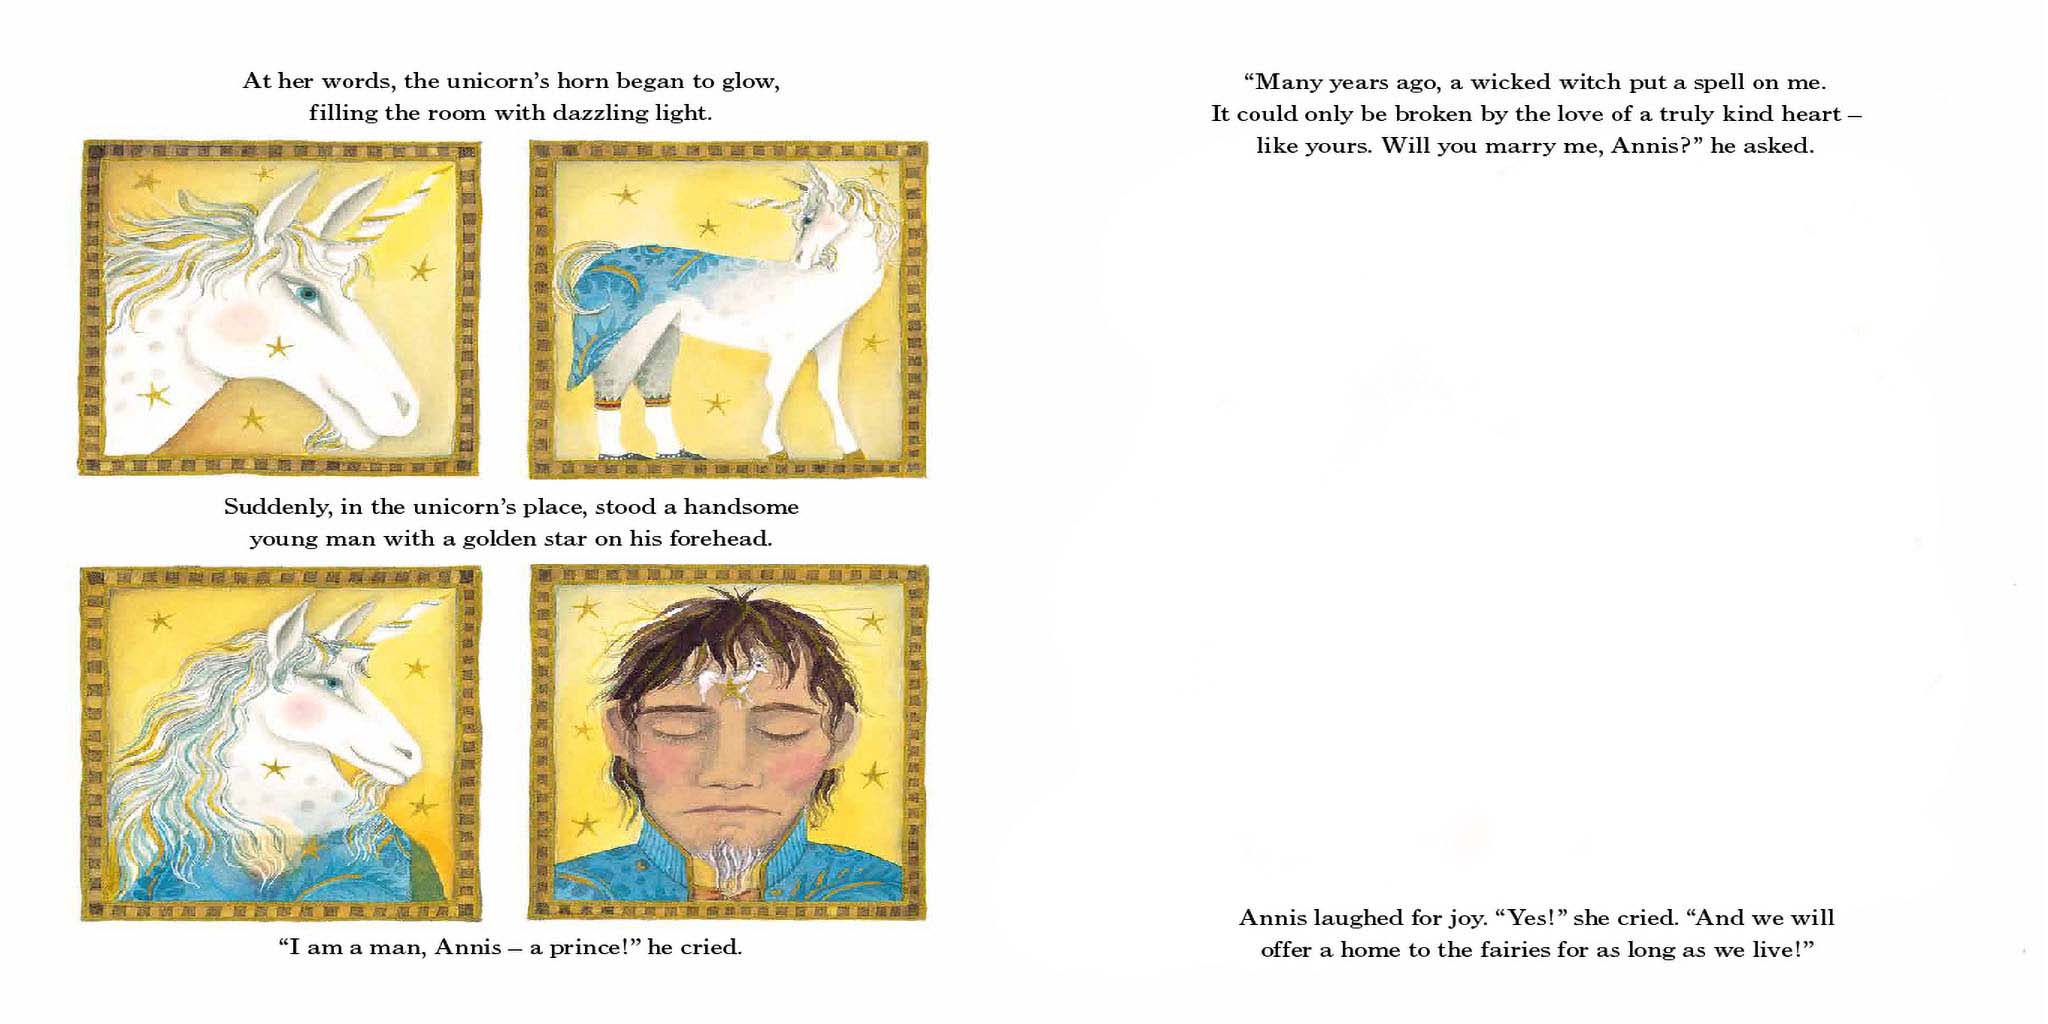 At her words, the unicorn's horn began to glow,
filling the room with dazzling light.
Suddenly, in the unicorn's place, stood a handsome
young man with a golden star on his forehead.
“I am a man, Annis – a prince!” he cried.
“Many years ago, a wicked witch put a spell on me.
It could only be broken by the love of a truly kind heart –
like yours. Will you marry me, Annis?” he asked.
Annis laughed for joy. “Yes!” she cried. “And we will
offer a home to the fairies for as long as we live!”